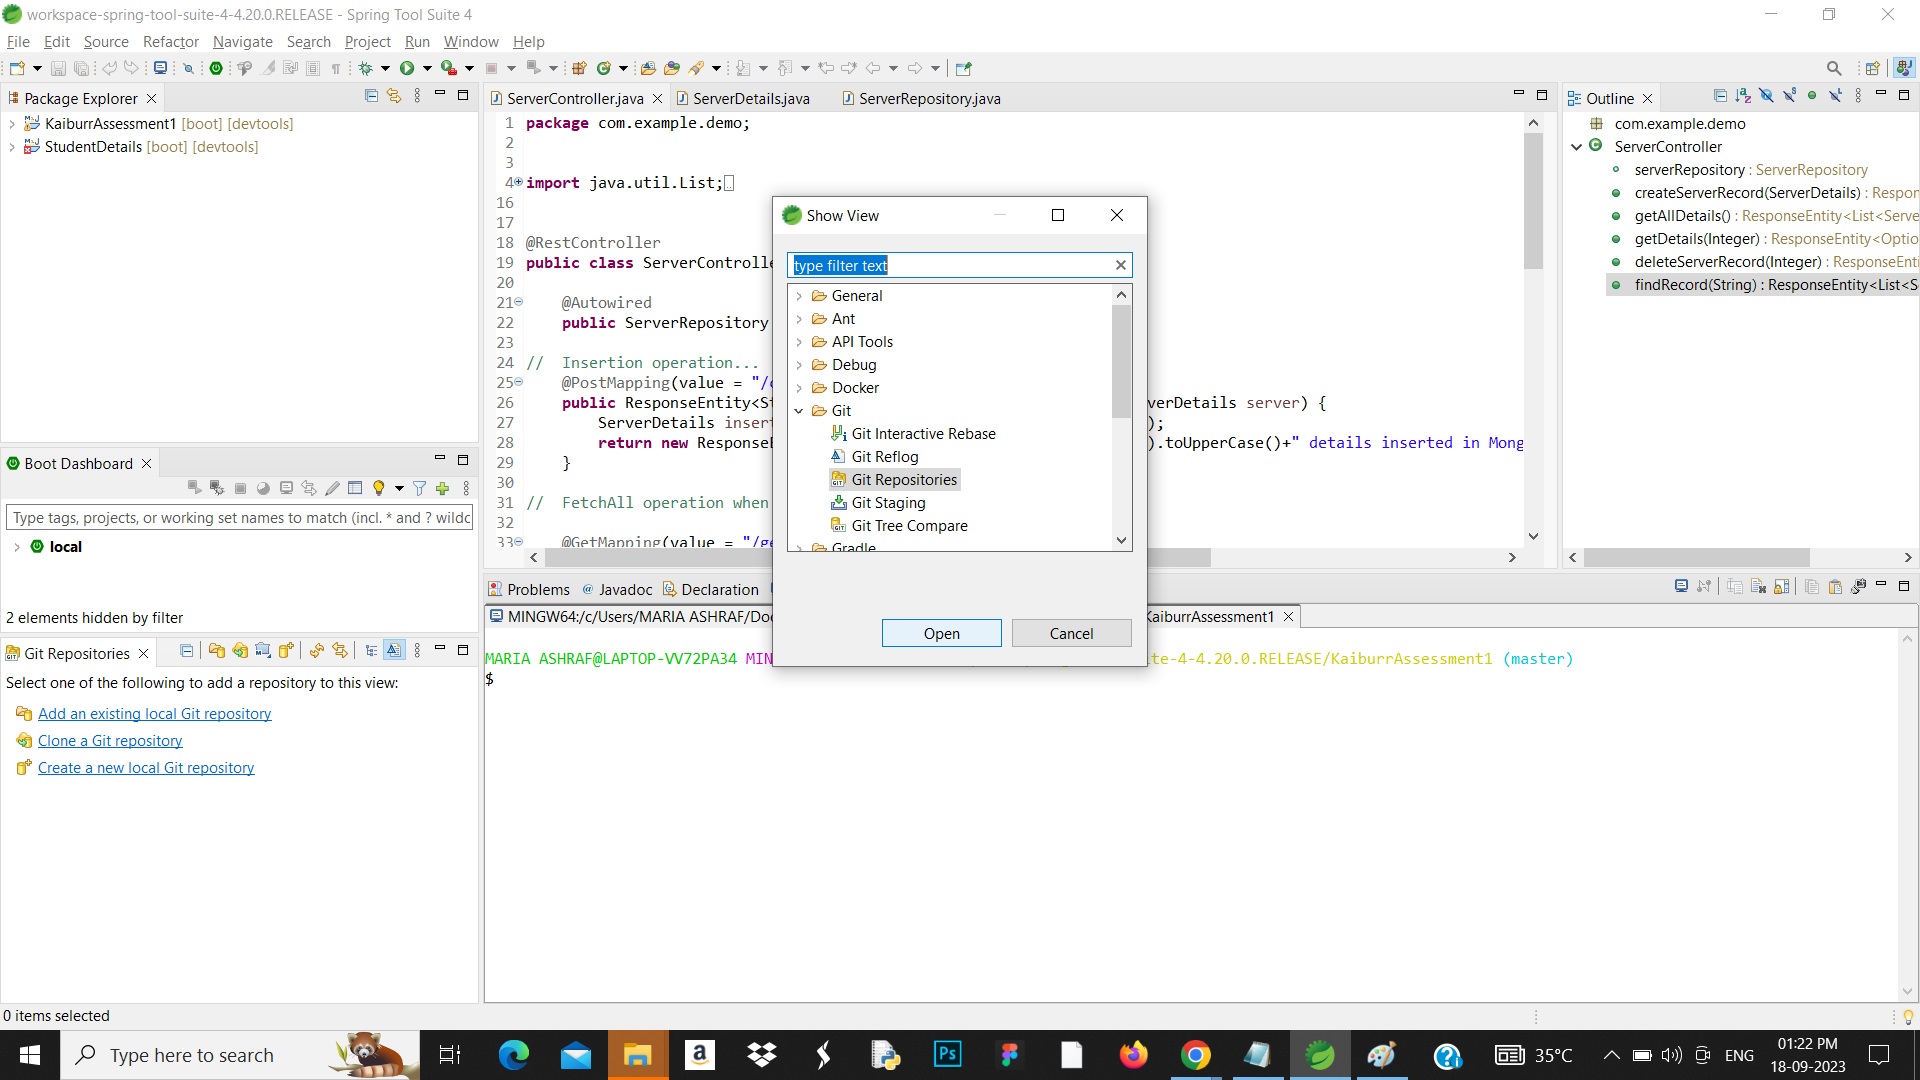 workspace-spring-tool-suite-4-4.20.0.RELEASE - Spring Tool Suite 4
File Edit Source Refactor Navigate Search Project Run Window Help
Package Explorer
KaiburrAssessment1 [boot] [devtools]
StudentDetails [boot] [devtools]
Boot Dashboard
Type tags, projects, or working set names to match (incl. * and ? wildc
local
2 elements hidden by filter
Git Repositories
Select one of the following to add a repository to this view:
Add an existing local Git repository
Clone a Git repository
Create a new local Git repository
0 items selected
ServerController.java ServerDetails.java ServerRepository.java
1 package com.example.demo;
2
3
4 import java.util.List;
16
17
18 @RestController
19 public class ServerControlle
20
21 @Autowired
22 public ServerRepository
23
24 // Insertion operation...
25 @PostMapping(value = "/
26 public ResponseEntity<St verDetails server) {
27 ServerDetails insert );
28 return new ResponseE ).toUpperCase()+" details inserted in Mong
29 }
30
31 // FetchAll operation when
32
33 @GetMapping(value = "/ge
Show View
type filter text
General
Ant
API Tools
Debug
Docker
Git
Git Interactive Rebase
Git Reflog
Git Repositories
Git Staging
Git Tree Compare
Gradle
Open Cancel
Outline
com.example.demo
ServerController
serverRepository : ServerRepository
createServerRecord(ServerDetails) : Respon
getAllDetails() : ResponseEntity<List<Serve
getDetails(Integer) : ResponseEntity<Optio
deleteServerRecord(Integer) : ResponseEnti
findRecord(String) : ResponseEntity<List<S
Problems @ Javadoc Declaration
MINGW64:/c/Users/MARIA ASHRAF/Doc KaiburrAssessment1
MARIA ASHRAF@LAPTOP-VV72PA34 MIN te-4-4.20.0.RELEASE/KaiburrAssessment1 (master)
$
Type here to search
Ps
35°C
ENG
01:22 PM
18-09-2023